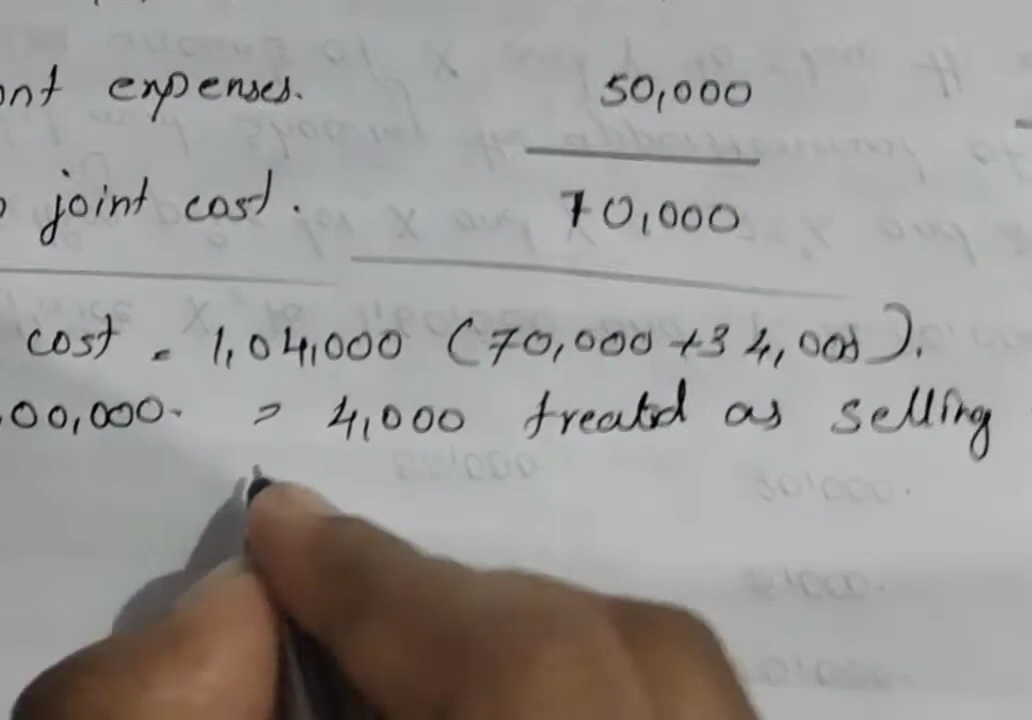 expenses. 50,000
joint cost. 70,000
cost = 1,04,000 (70,000 + 34,000).
00,000. = 4,000 treated as selling